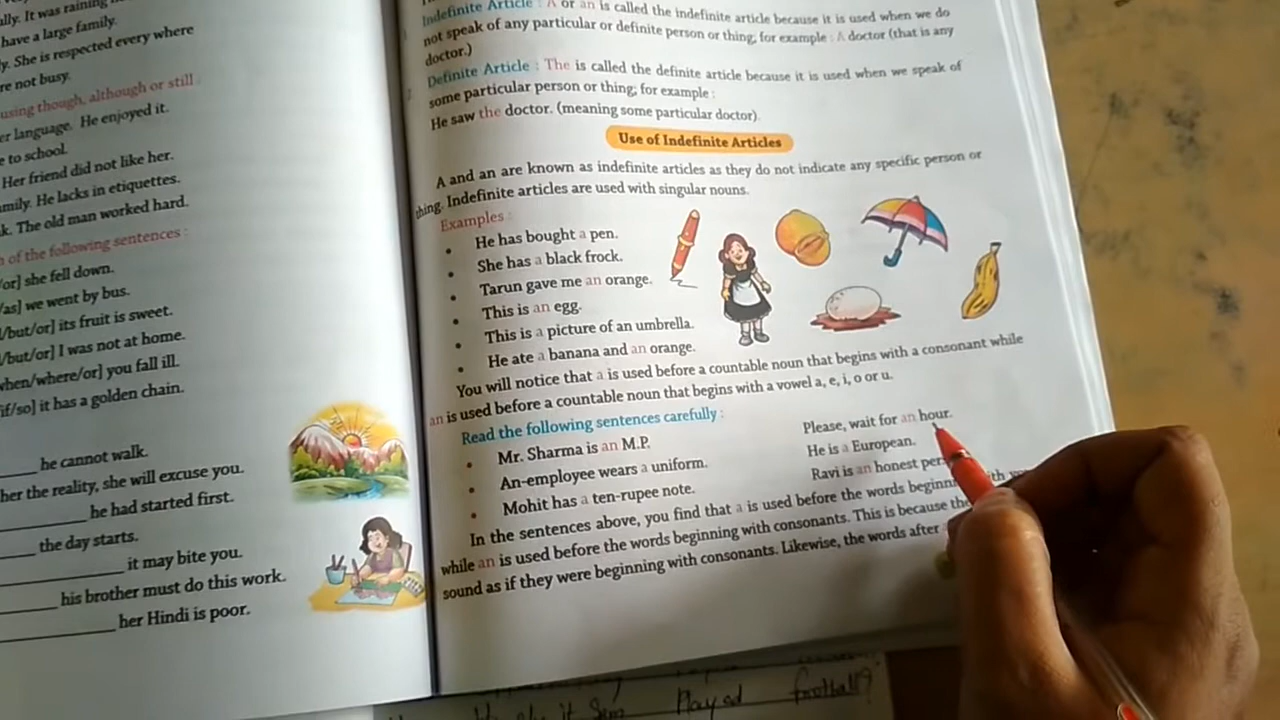 ally. It was raining
have a large family.
y. She is respected every where
re not busy.
using though, although or still :
er language. He enjoyed it.
e to school.
Her friend did not like her.
mily. He lacks in etiquettes.
k. The old man worked hard.
n of the following sentences :
/or] she fell down.
/as] we went by bus.
/but/or] its fruit is sweet.
/but/or] I was not at home.
when/where/or] you fall ill.
if/so] it has a golden chain.
he cannot walk.
her the reality, she will excuse you.
he had started first.
the day starts.
it may bite you.
his brother must do this work.
her Hindi is poor.
Indefinite Article : A or an is called the indefinite article because it is used when we do
not speak of any particular or definite person or thing; for example : A doctor (that is any
doctor.)
Definite Article : The is called the definite article because it is used when we speak of
some particular person or thing; for example :
He saw the doctor. (meaning some particular doctor).
Use of Indefinite Articles
A and an are known as indefinite articles as they do not indicate any specific person or
thing. Indefinite articles are used with singular nouns.
Examples :
• He has bought a pen.
• She has a black frock.
• Tarun gave me an orange.
• This is an egg.
• This is a picture of an umbrella.
• He ate a banana and an orange.
You will notice that a is used before a countable noun that begins with a consonant while
an is used before a countable noun that begins with a vowel a, e, i, o or u.
Read the following sentences carefully :
• Mr. Sharma is an M.P. Please, wait for an hour.
• An-employee wears a uniform. He is a European.
• Mohit has a ten-rupee note. Ravi is an honest per
In the sentences above, you find that a is used before the words beginn with
while an is used before the words beginning with consonants. This is because the
sound as if they were beginning with consonants. Likewise, the words after
it Played football?